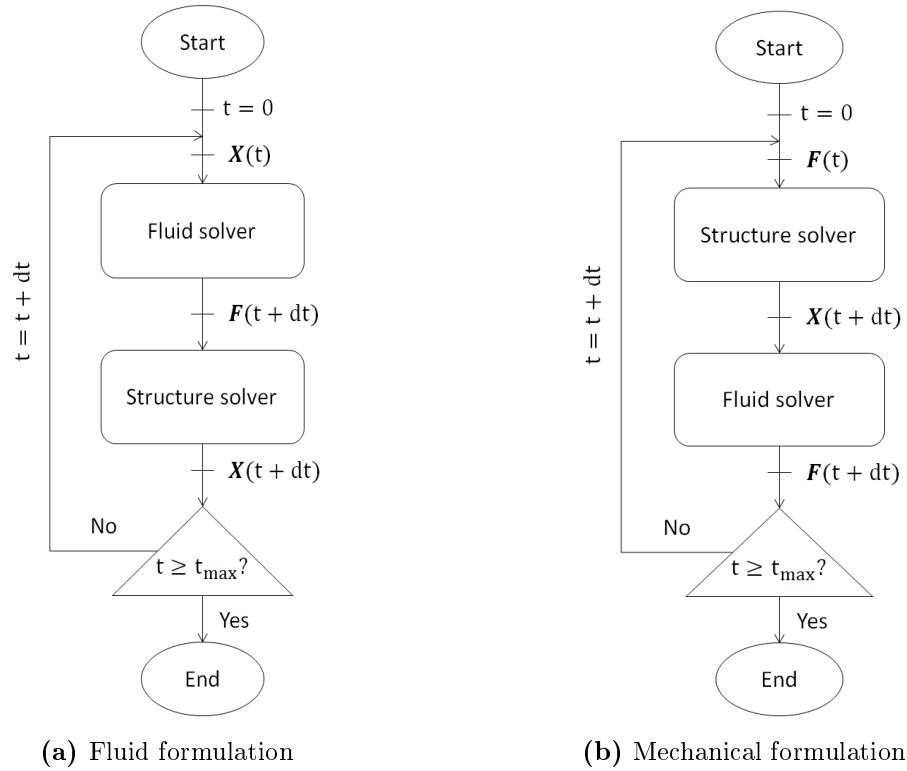 Start
t = 0
X(t)
Fluid solver
F(t + dt)
Structure solver
X(t + dt)
t = t + dt
No
t ≥ tmax?
Yes
End
(a) Fluid formulation
Start
t = 0
F(t)
Structure solver
X(t + dt)
Fluid solver
F(t + dt)
t = t + dt
No
t ≥ tmax?
Yes
End
(b) Mechanical formulation